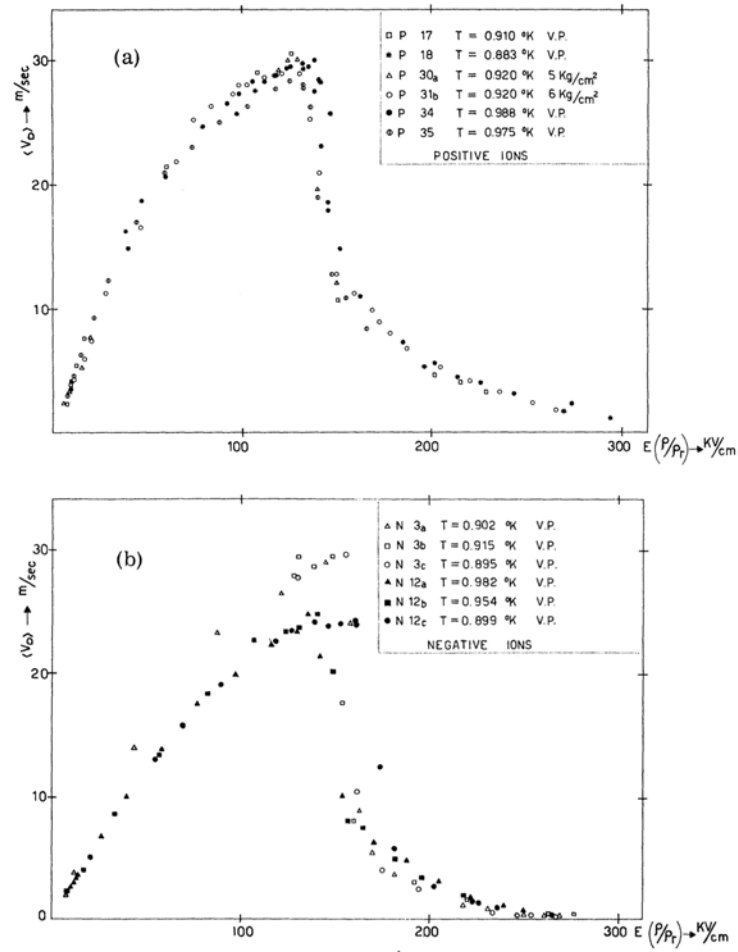 (a)
□ P 17 T = 0.910 °K V.P.
★ P 18 T = 0.883 °K V.P.
△ P 30a T = 0.920 °K 5 Kg/cm²
○ P 31b T = 0.920 °K 6 Kg/cm²
● P 34 T = 0.988 °K V.P.
P 35 T = 0.975 °K V.P.
POSITIVE IONS
⟨V_D⟩ → m/sec
30
20
10
100
200
300
E(ρ/ρr)→KV/cm
(b)
△ N 3a T = 0.902 °K V.P.
□ N 3b T = 0.915 °K V.P.
○ N 3c T = 0.895 °K V.P.
▲ N 12a T = 0.982 °K V.P.
■ N 12b T = 0.954 °K V.P.
● N 12c T = 0.899 °K V.P.
NEGATIVE IONS
⟨V_D⟩ → m/sec
30
20
10
0
100
200
300
E(ρ/ρr)→KV/cm